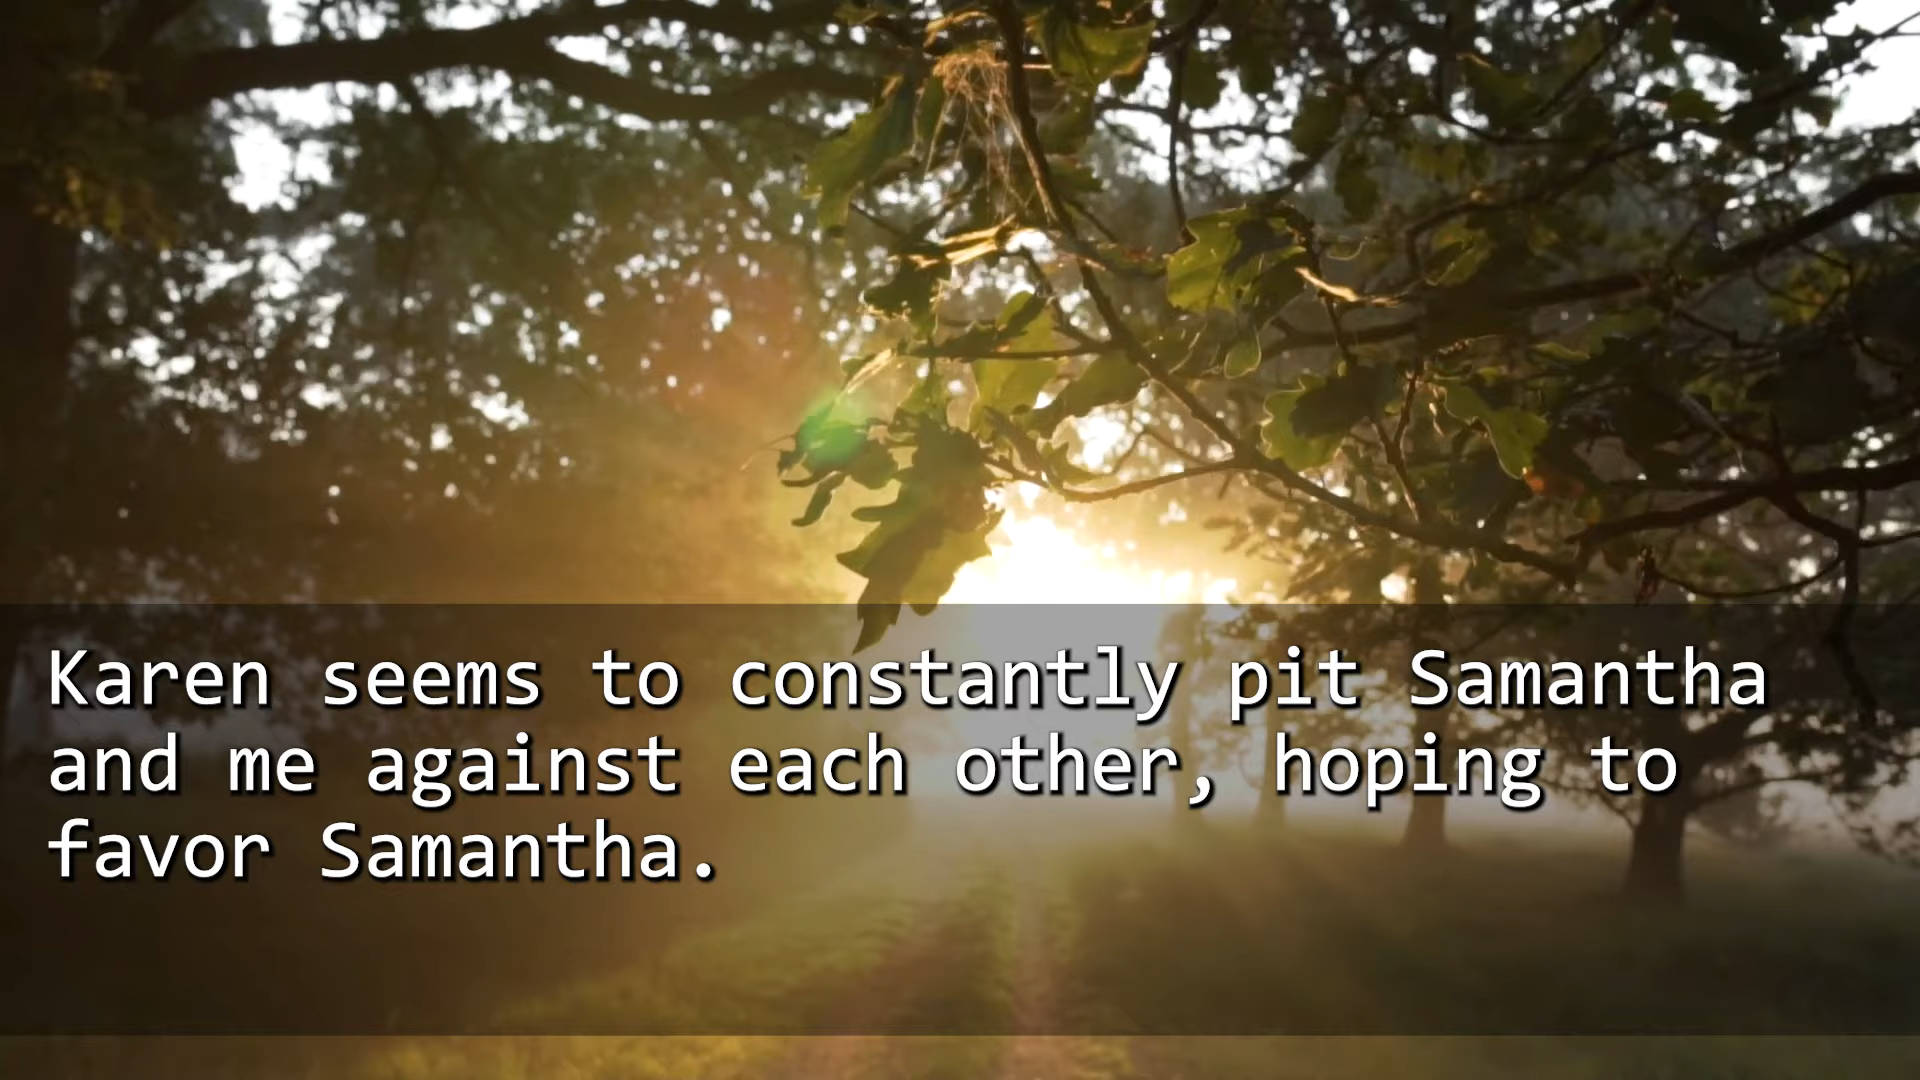 Karen seems to constantly pit Samantha
and me against each other, hoping to
favor Samantha.